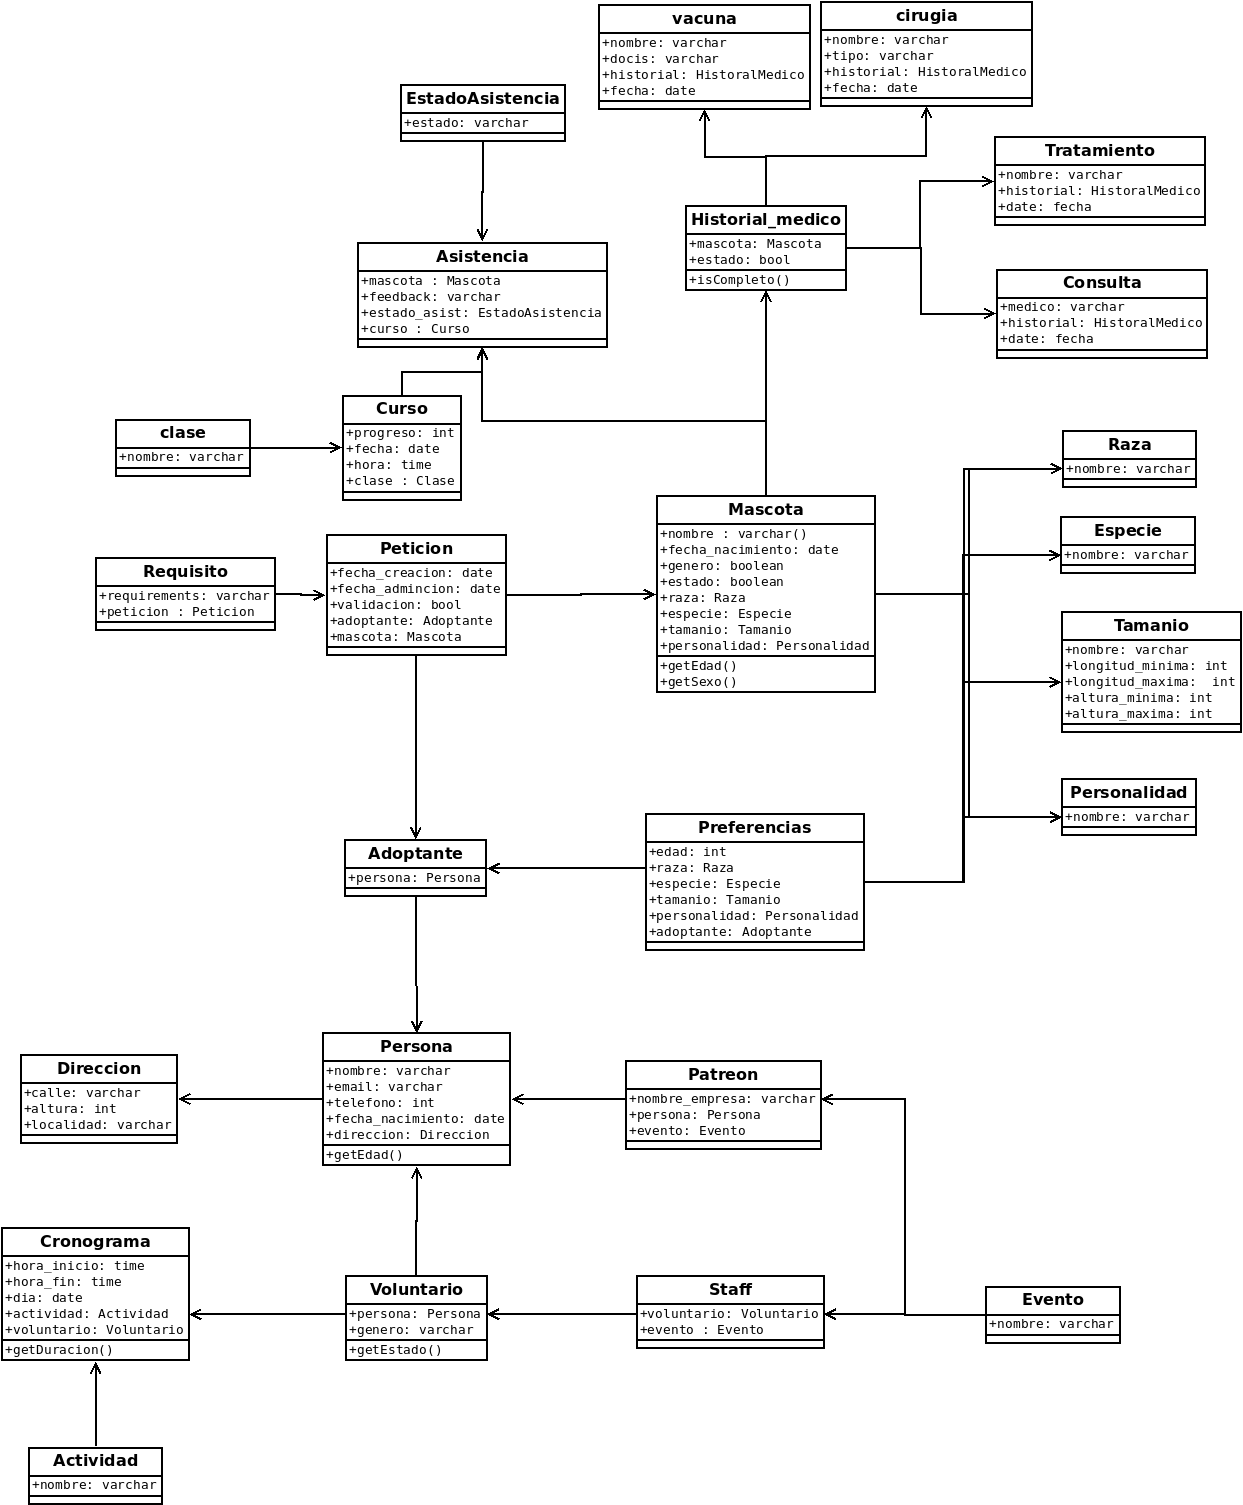 vacuna
+nombre: varchar
+docis: varchar
+historial: HistoralMedico
+fecha: date
cirugia
+nombre: varchar
+tipo: varchar
+historial: HistoralMedico
+fecha: date
EstadoAsistencia
+estado: varchar
Tratamiento
+nombre: varchar
+historial: HistoralMedico
+date: fecha
Historial_medico
+mascota: Mascota
+estado: bool
+isCompleto()
Asistencia
+mascota : Mascota
+feedback: varchar
+estado_asist: EstadoAsistencia
+curso : Curso
Consulta
+medico: varchar
+historial: HistoralMedico
+date: fecha
Curso
+progreso: int
+fecha: date
+hora: time
+clase : Clase
clase
+nombre: varchar
Raza
+nombre: varchar
Mascota
+nombre : varchar()
+fecha_nacimiento: date
+genero: boolean
+estado: boolean
+raza: Raza
+especie: Especie
+tamanio: Tamanio
+personalidad: Personalidad
+getEdad()
+getSexo()
Especie
+nombre: varchar
Peticion
+fecha_creacion: date
+fecha_admincion: date
+validacion: bool
+adoptante: Adoptante
+mascota: Mascota
Requisito
+requirements: varchar
+peticion : Peticion
Tamanio
+nombre: varchar
+longitud_minima: int
+longitud_maxima:  int
+altura_minima: int
+altura_maxima: int
Personalidad
+nombre: varchar
Preferencias
+edad: int
+raza: Raza
+especie: Especie
+tamanio: Tamanio
+personalidad: Personalidad
+adoptante: Adoptante
Adoptante
+persona: Persona
Persona
+nombre: varchar
+email: varchar
+telefono: int
+fecha_nacimiento: date
+direccion: Direccion
+getEdad()
Direccion
+calle: varchar
+altura: int
+localidad: varchar
Patreon
+nombre_empresa: varchar
+persona: Persona
+evento: Evento
Cronograma
+hora_inicio: time
+hora_fin: time
+dia: date
+actividad: Actividad
+voluntario: Voluntario
+getDuracion()
Voluntario
+persona: Persona
+genero: varchar
+getEstado()
Staff
+voluntario: Voluntario
+evento : Evento
Evento
+nombre: varchar
Actividad
+nombre: varchar